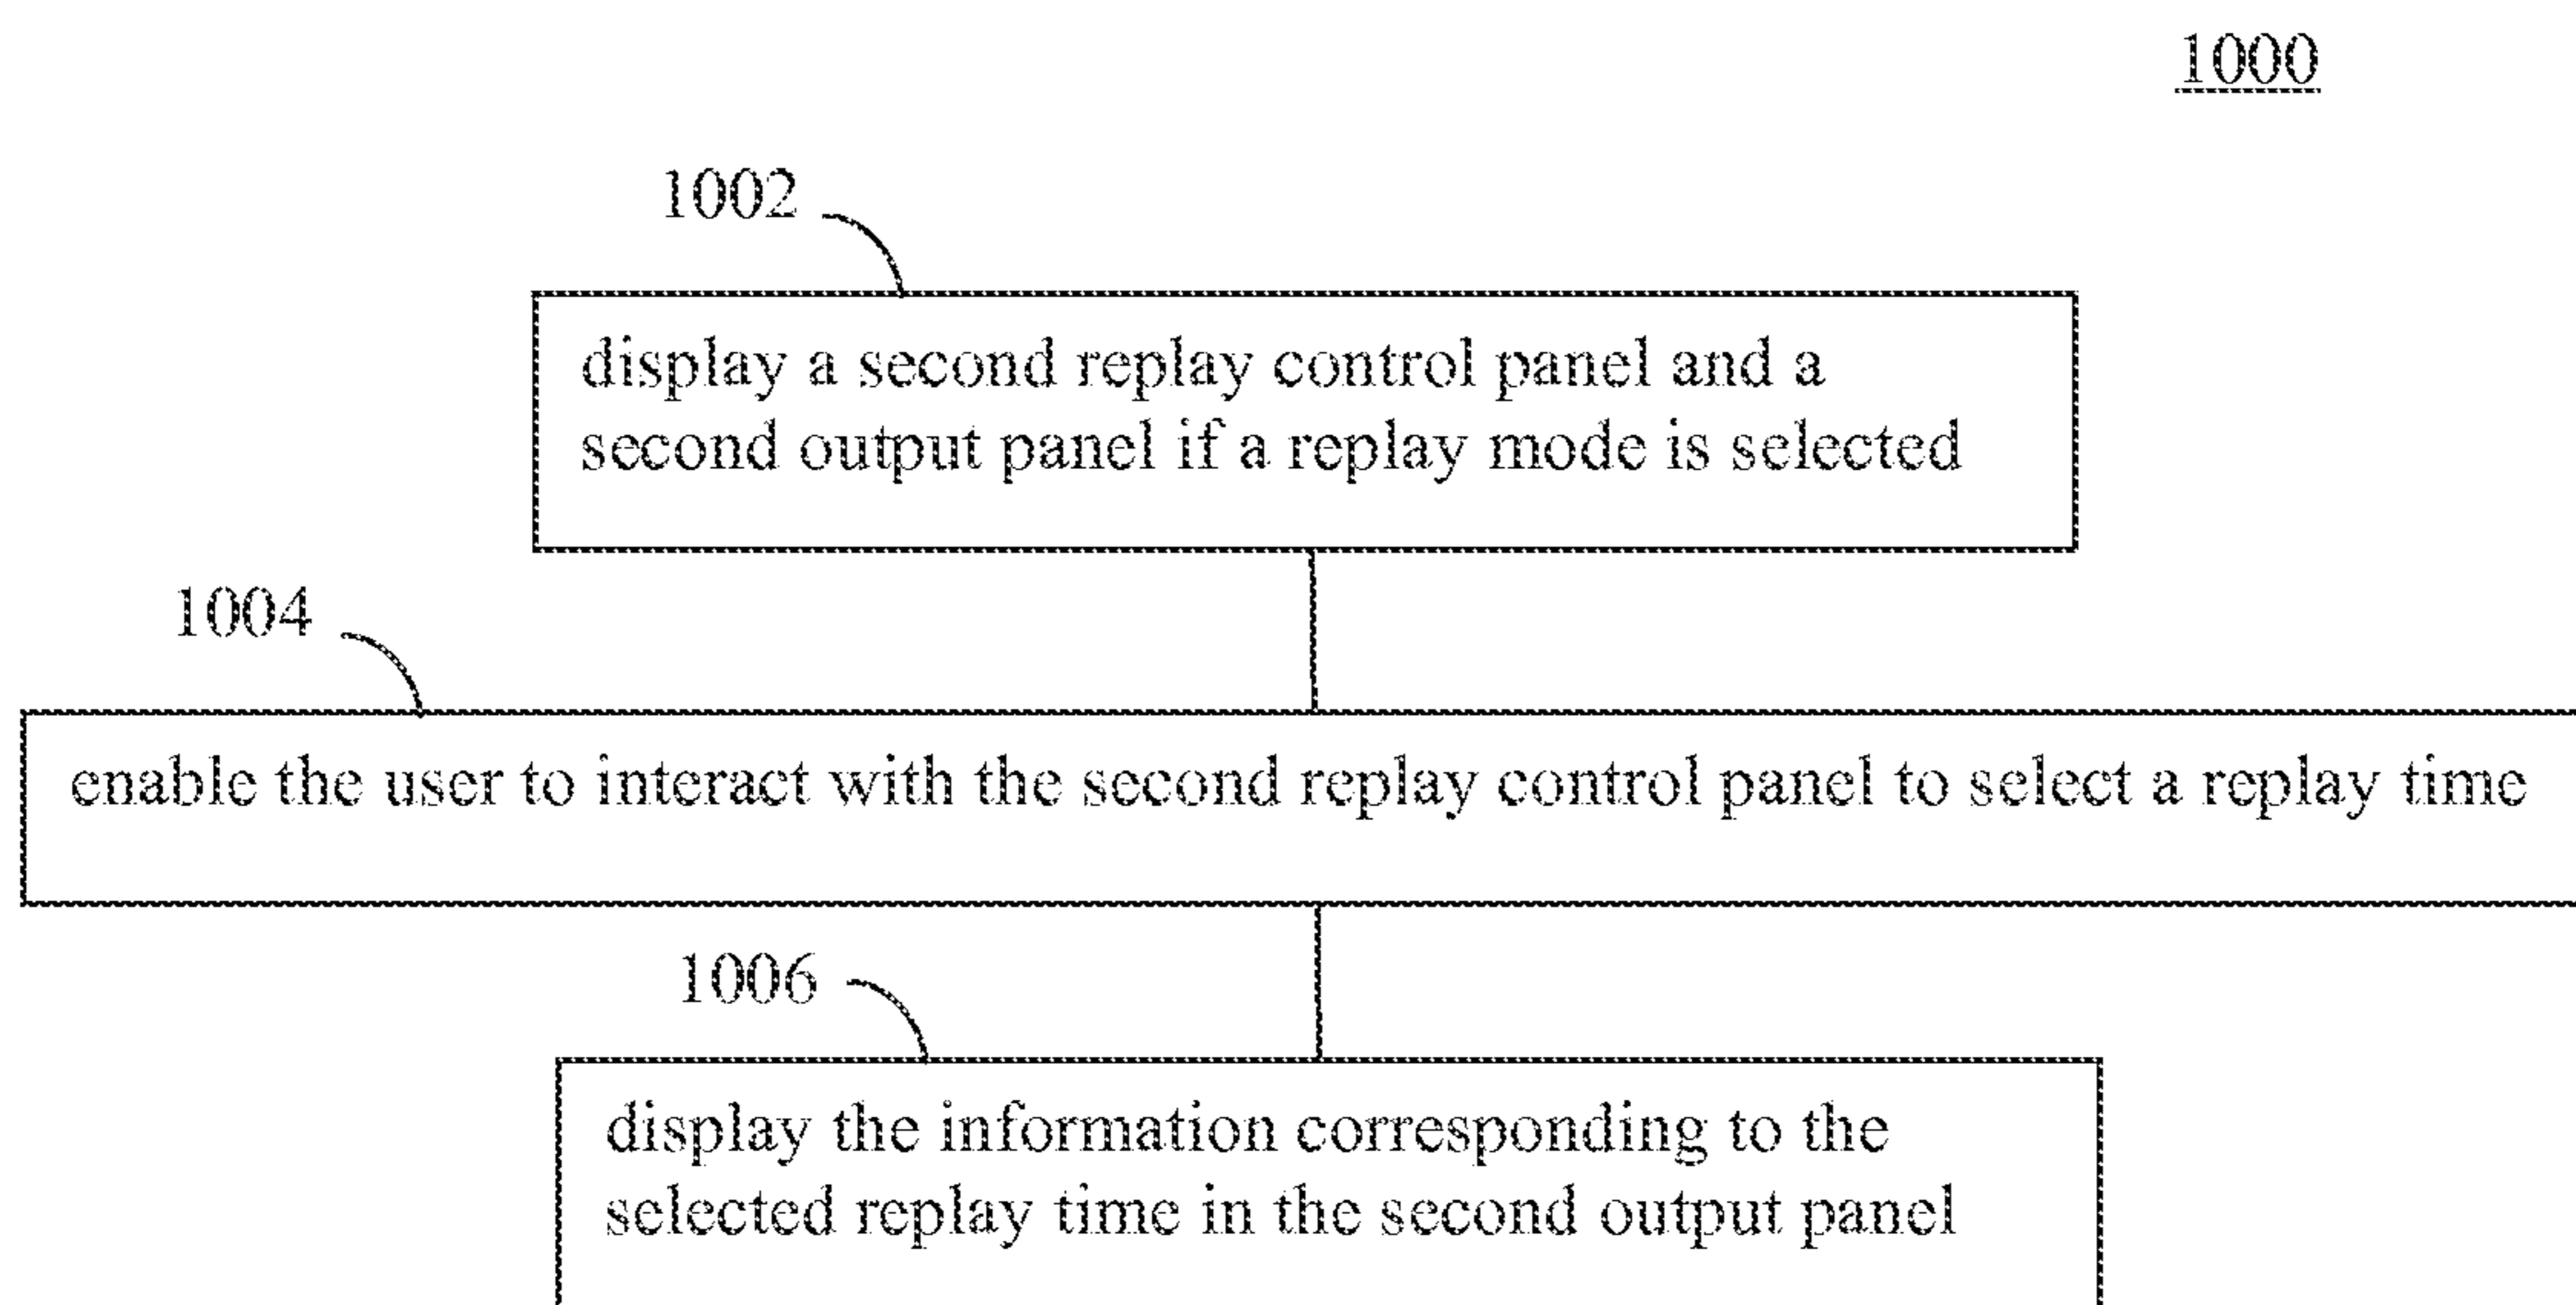 1000
1002
display a second replay control panel and a
second output panel if a replay mode is selected
1004
enable the user to interact with the second replay control panel to select a replay time
1006
display the information corresponding to the
selected replay time in the second output panel